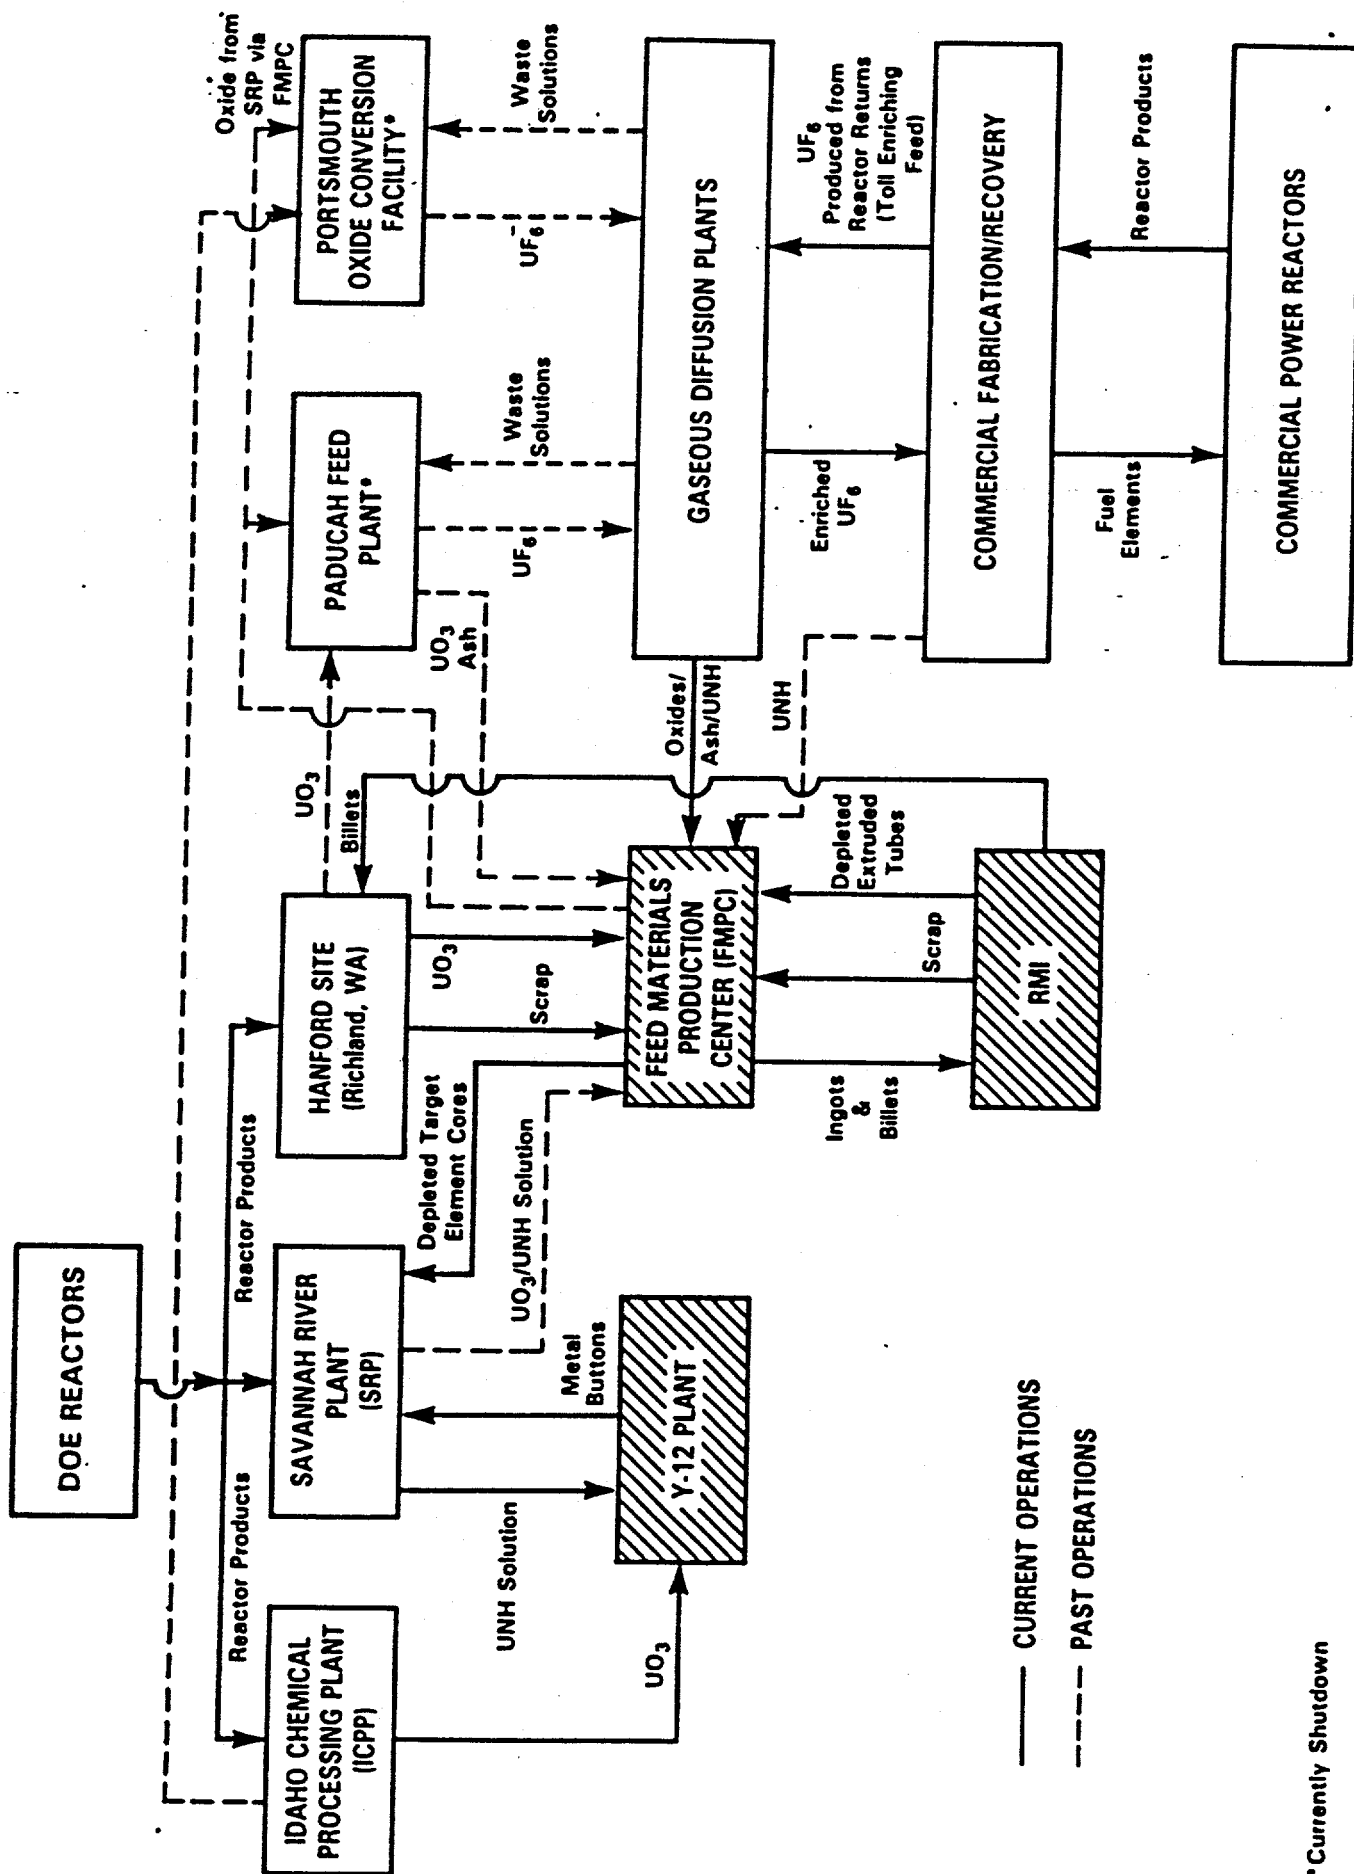 DOE REACTORS
Reactor Products
Reactor Products
IDAHO CHEMICAL
PROCESSING PLANT
(ICPP)
SAVANNAH RIVER
PLANT
(SRP)
HANFORD SITE
(Richland, WA)
PADUCAH FEED
PLANT*
PORTSMOUTH
OXIDE CONVERSION
FACILITY*
Oxide from
SRP via
FMPC
UO₃
Billets
UNH Solution
Metal
Buttons
Depleted Target
Element Cores
UO₃/UNH Solution
Scrap
UO₃
UO₃
Ash
UF₆
Waste
Solutions
UF₆
Waste
Solutions
UO₃
Y-12 PLANT
FEED MATERIALS
PRODUCTION
CENTER (FMPC)
Oxides/
Ash/UNH
GASEOUS DIFFUSION PLANTS
UNH
Enriched
UF₆
UF₆
Produced from
Reactor Returns
(Toll Enriching
Feed)
Ingots
&
Billets
Scrap
Depleted
Extruded
Tubes
COMMERCIAL FABRICATION/RECOVERY
RMI
Fuel
Elements
Reactor Products
COMMERCIAL POWER REACTORS
CURRENT OPERATIONS
PAST OPERATIONS
*Currently Shutdown